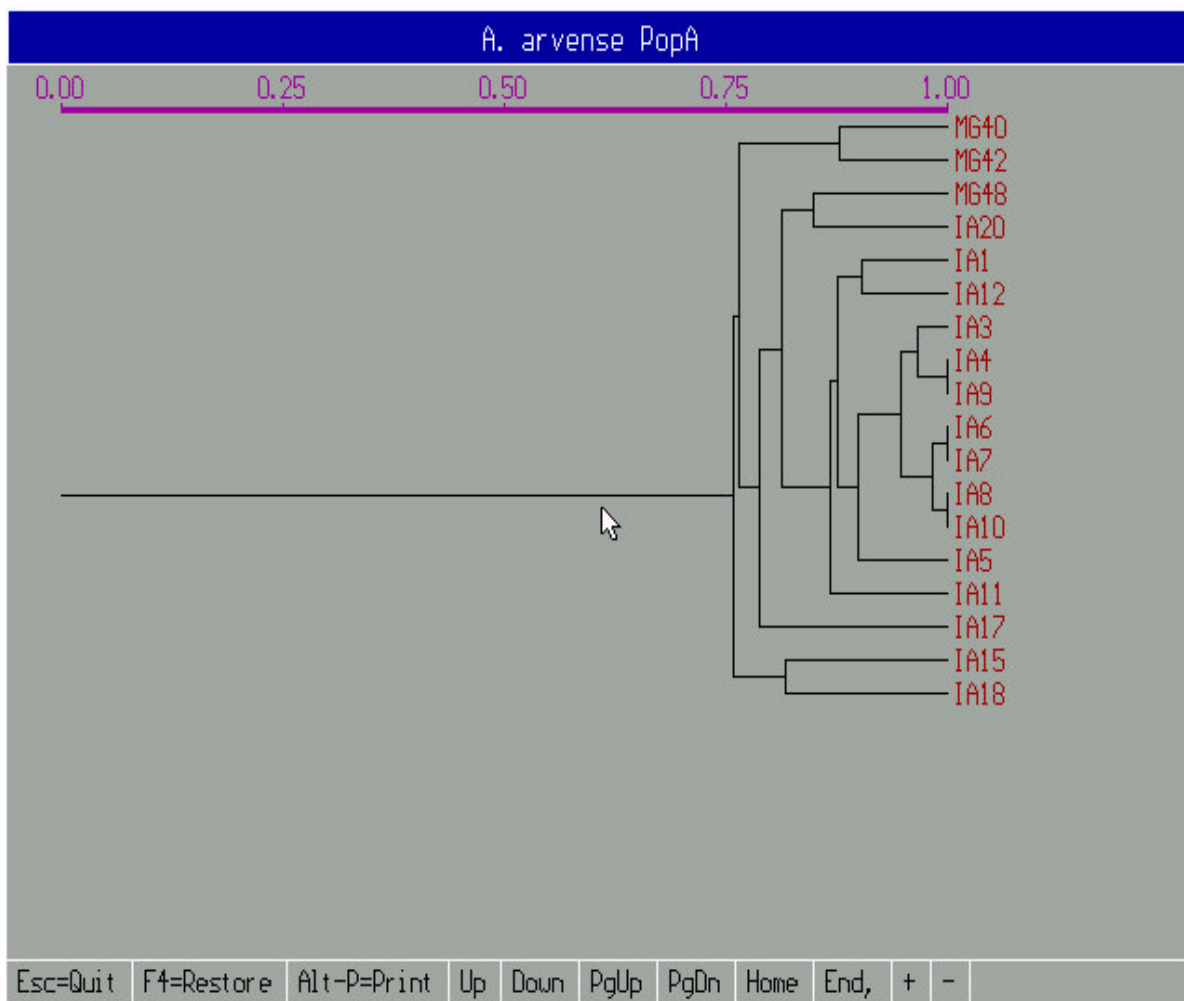 A. arvense PopA
0.00 0.25 0.50 0.75 1.00
MG40
MG42
MG48
IA20
IA1
IA12
IA3
IA4
IA9
IA6
IA7
IA8
IA10
IA5
IA11
IA17
IA15
IA18
Esc=Quit F4=Restore Alt-P=Print Up Down PgUp PgDn Home End, + -